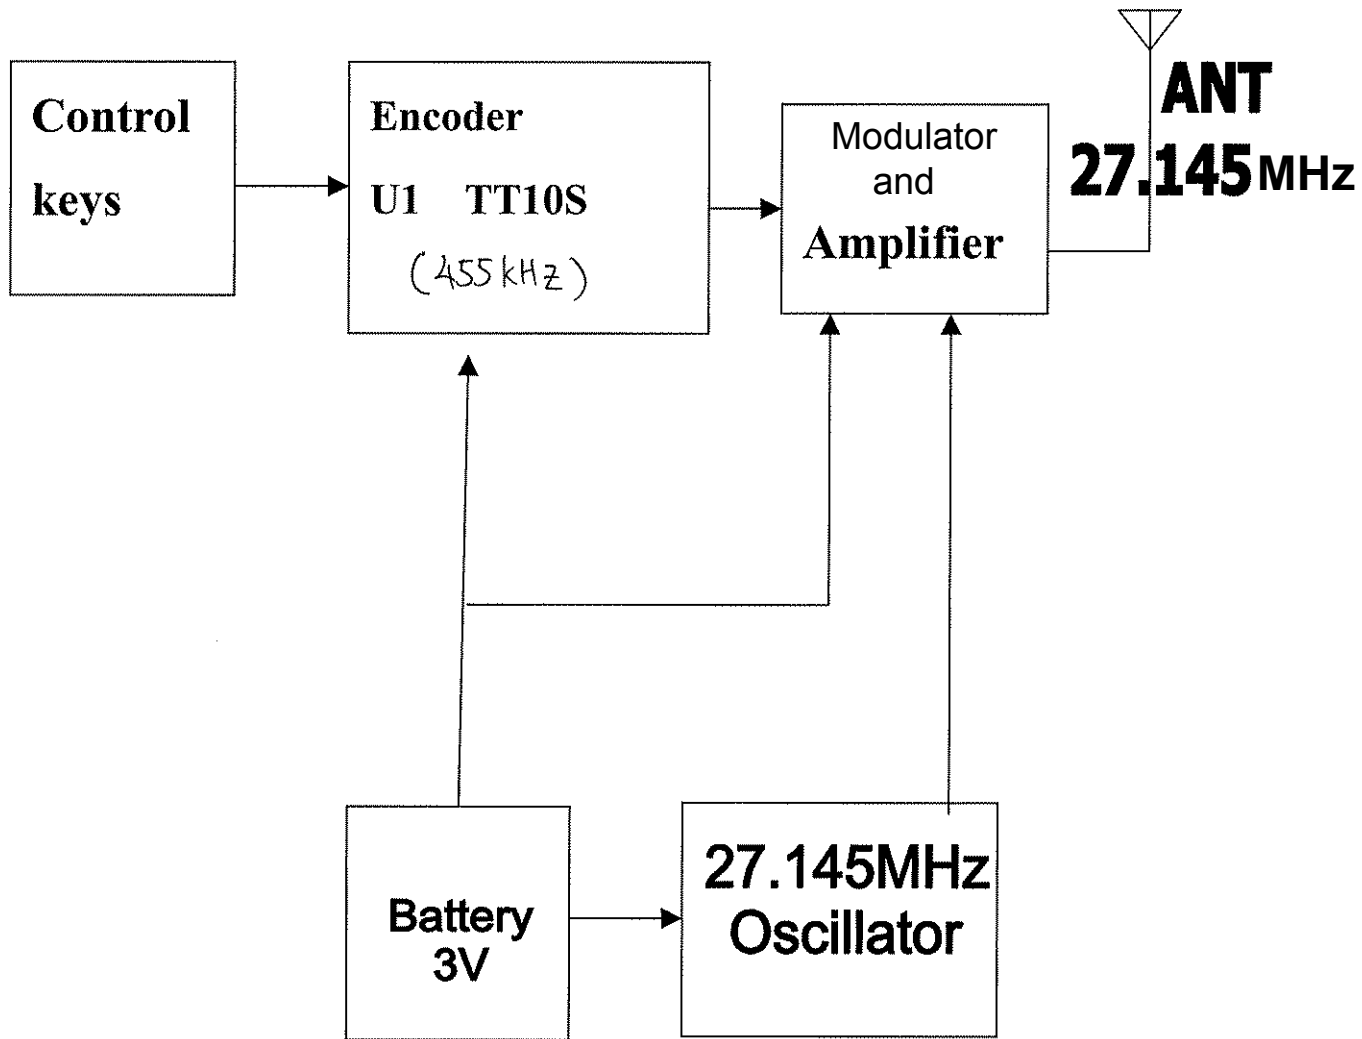 Control
keys
Encoder
U1 TT10S
(455kHz)
Modulator
and
Amplifier
ANT
27.145MHz
Battery
3V
27.145MHz
Oscillator